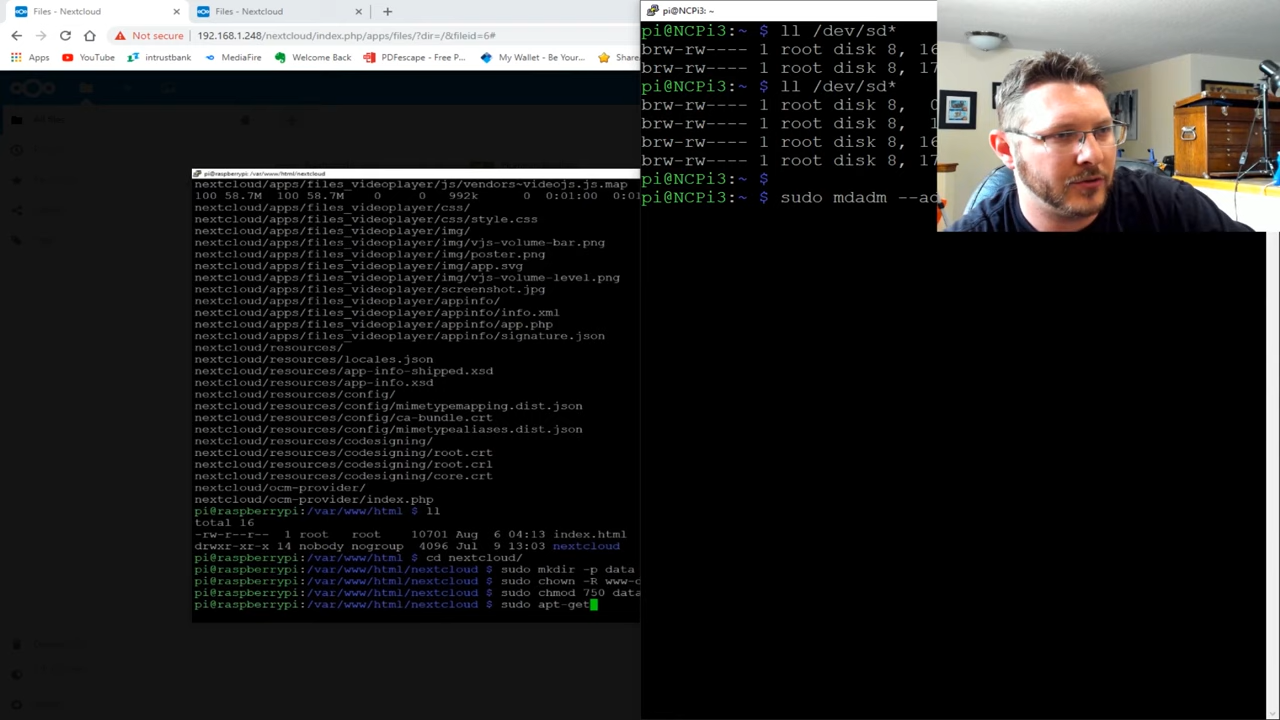 Files - Nextcloud
Files - Nextcloud
Not secure
192.168.1.248/nextcloud/index.php/apps/files/?dir=/&fileid=6#
Apps
YouTube
intrustbank
MediaFire
Welcome Back
PDFescape - Free P...
My Wallet - Be Your...
Share
pi@raspberrypi: /var/www/html/nextcloud
nextcloud/apps/files_videoplayer/js/vendors~videojs.js.map
100 58.7M  100 58.7M    0     0   992k      0  0:01:00  0:01
nextcloud/apps/files_videoplayer/css/
nextcloud/apps/files_videoplayer/css/style.css
nextcloud/apps/files_videoplayer/img/
nextcloud/apps/files_videoplayer/img/vjs-volume-bar.png
nextcloud/apps/files_videoplayer/img/poster.png
nextcloud/apps/files_videoplayer/img/app.svg
nextcloud/apps/files_videoplayer/img/vjs-volume-level.png
nextcloud/apps/files_videoplayer/screenshot.jpg
nextcloud/apps/files_videoplayer/appinfo/
nextcloud/apps/files_videoplayer/appinfo/info.xml
nextcloud/apps/files_videoplayer/appinfo/app.php
nextcloud/apps/files_videoplayer/appinfo/signature.json
nextcloud/resources/
nextcloud/resources/locales.json
nextcloud/resources/app-info-shipped.xsd
nextcloud/resources/app-info.xsd
nextcloud/resources/config/
nextcloud/resources/config/mimetypemapping.dist.json
nextcloud/resources/config/ca-bundle.crt
nextcloud/resources/config/mimetypealiases.dist.json
nextcloud/resources/codesigning/
nextcloud/resources/codesigning/root.crt
nextcloud/resources/codesigning/root.crl
nextcloud/resources/codesigning/core.crt
nextcloud/ocm-provider/
nextcloud/ocm-provider/index.php
pi@raspberrypi:/var/www/html $ ll
total 16
-rw-r--r--  1 root   root    10701 Aug  6 04:13 index.html
drwxr-xr-x 14 nobody nogroup  4096 Jul  9 13:03 nextcloud
pi@raspberrypi:/var/www/html $ cd nextcloud/
pi@raspberrypi:/var/www/html/nextcloud $ sudo mkdir -p data
pi@raspberrypi:/var/www/html/nextcloud $ sudo chown -R www-
pi@raspberrypi:/var/www/html/nextcloud $ sudo chmod 750 data
pi@raspberrypi:/var/www/html/nextcloud $ sudo apt-get
pi@NCPi3: ~
pi@NCPi3:~ $ ll /dev/sd*
brw-rw---- 1 root disk 8, 16
brw-rw---- 1 root disk 8, 17
pi@NCPi3:~ $ ll /dev/sd*
brw-rw---- 1 root disk 8,  0
brw-rw---- 1 root disk 8,  1
brw-rw---- 1 root disk 8, 16
brw-rw---- 1 root disk 8, 17
pi@NCPi3:~ $
pi@NCPi3:~ $ sudo mdadm --ad